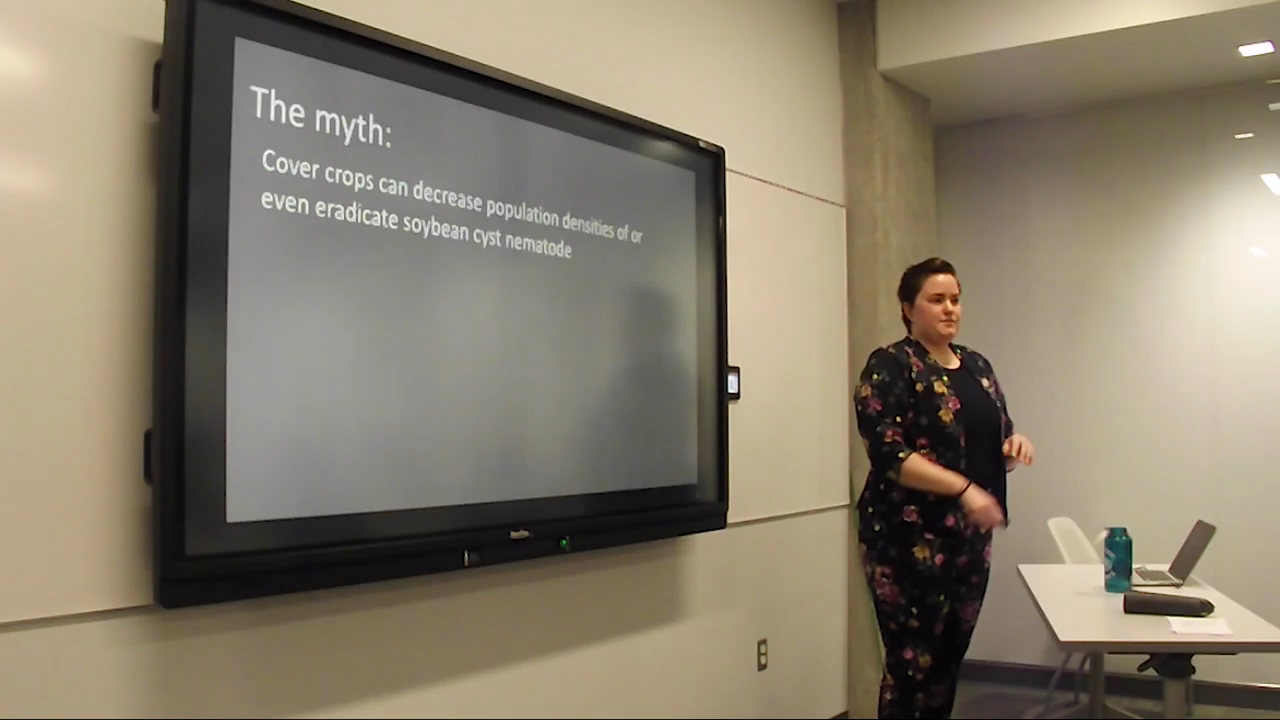 The myth:
Cover crops can decrease population densities of or
even eradicate soybean cyst nematode